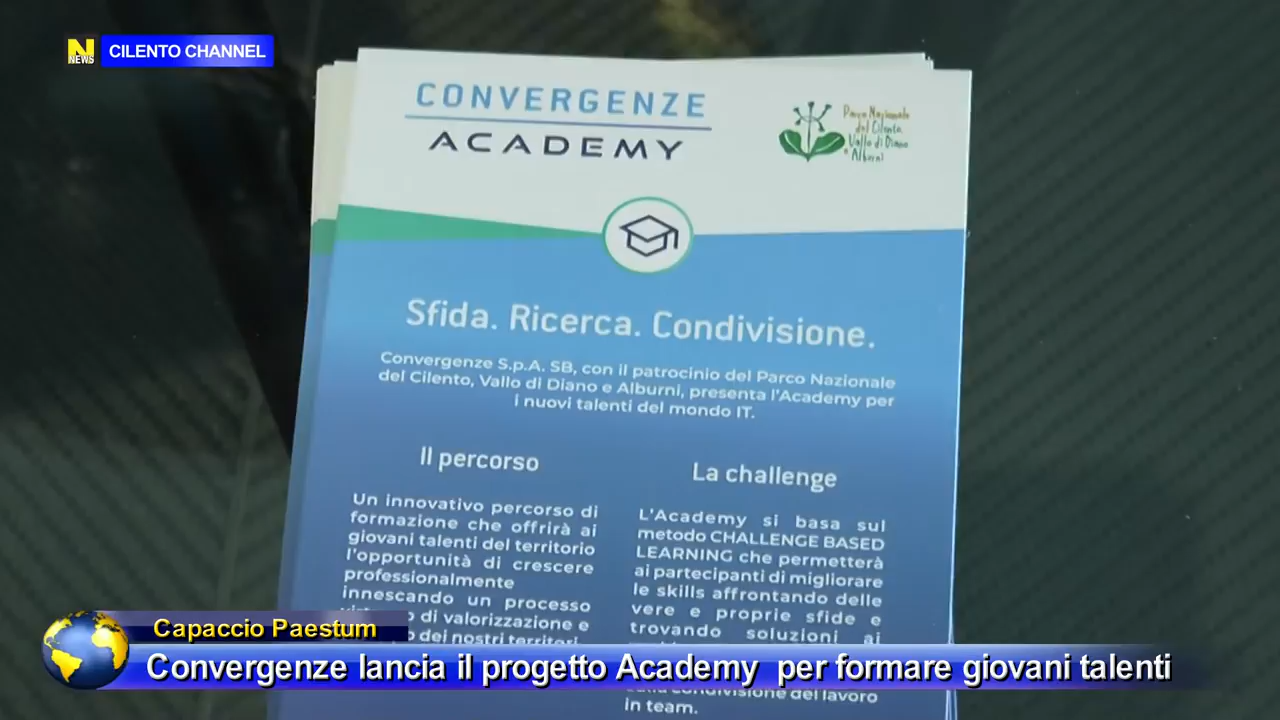 N
NEWS
CILENTO CHANNEL
CONVERGENZE
ACADEMY
Parco Nazionale
del Cilento
Vallo di Diano
e Alburni
Sfida. Ricerca. Condivisione.
Convergenze S.p.A. SB, con il patrocinio del Parco Nazionale
del Cilento, Vallo di Diano e Alburni, presenta l'Academy per
i nuovi talenti del mondo IT.
Il percorso
Un innovativo percorso di
formazione che offrirà ai
giovani talenti del territorio
l'opportunità di crescere
professionalmente
innescando un processo
di valorizzazione e
dei nostri territori
La challenge
L'Academy si basa sul
metodo CHALLENGE BASED
LEARNING che permetterà
ai partecipanti di migliorare
le skills affrontando delle
vere e proprie sfide e
trovando soluzioni ai
condivisione del lavoro
in team.
Capaccio Paestum
Convergenze lancia il progetto Academy per formare giovani talenti